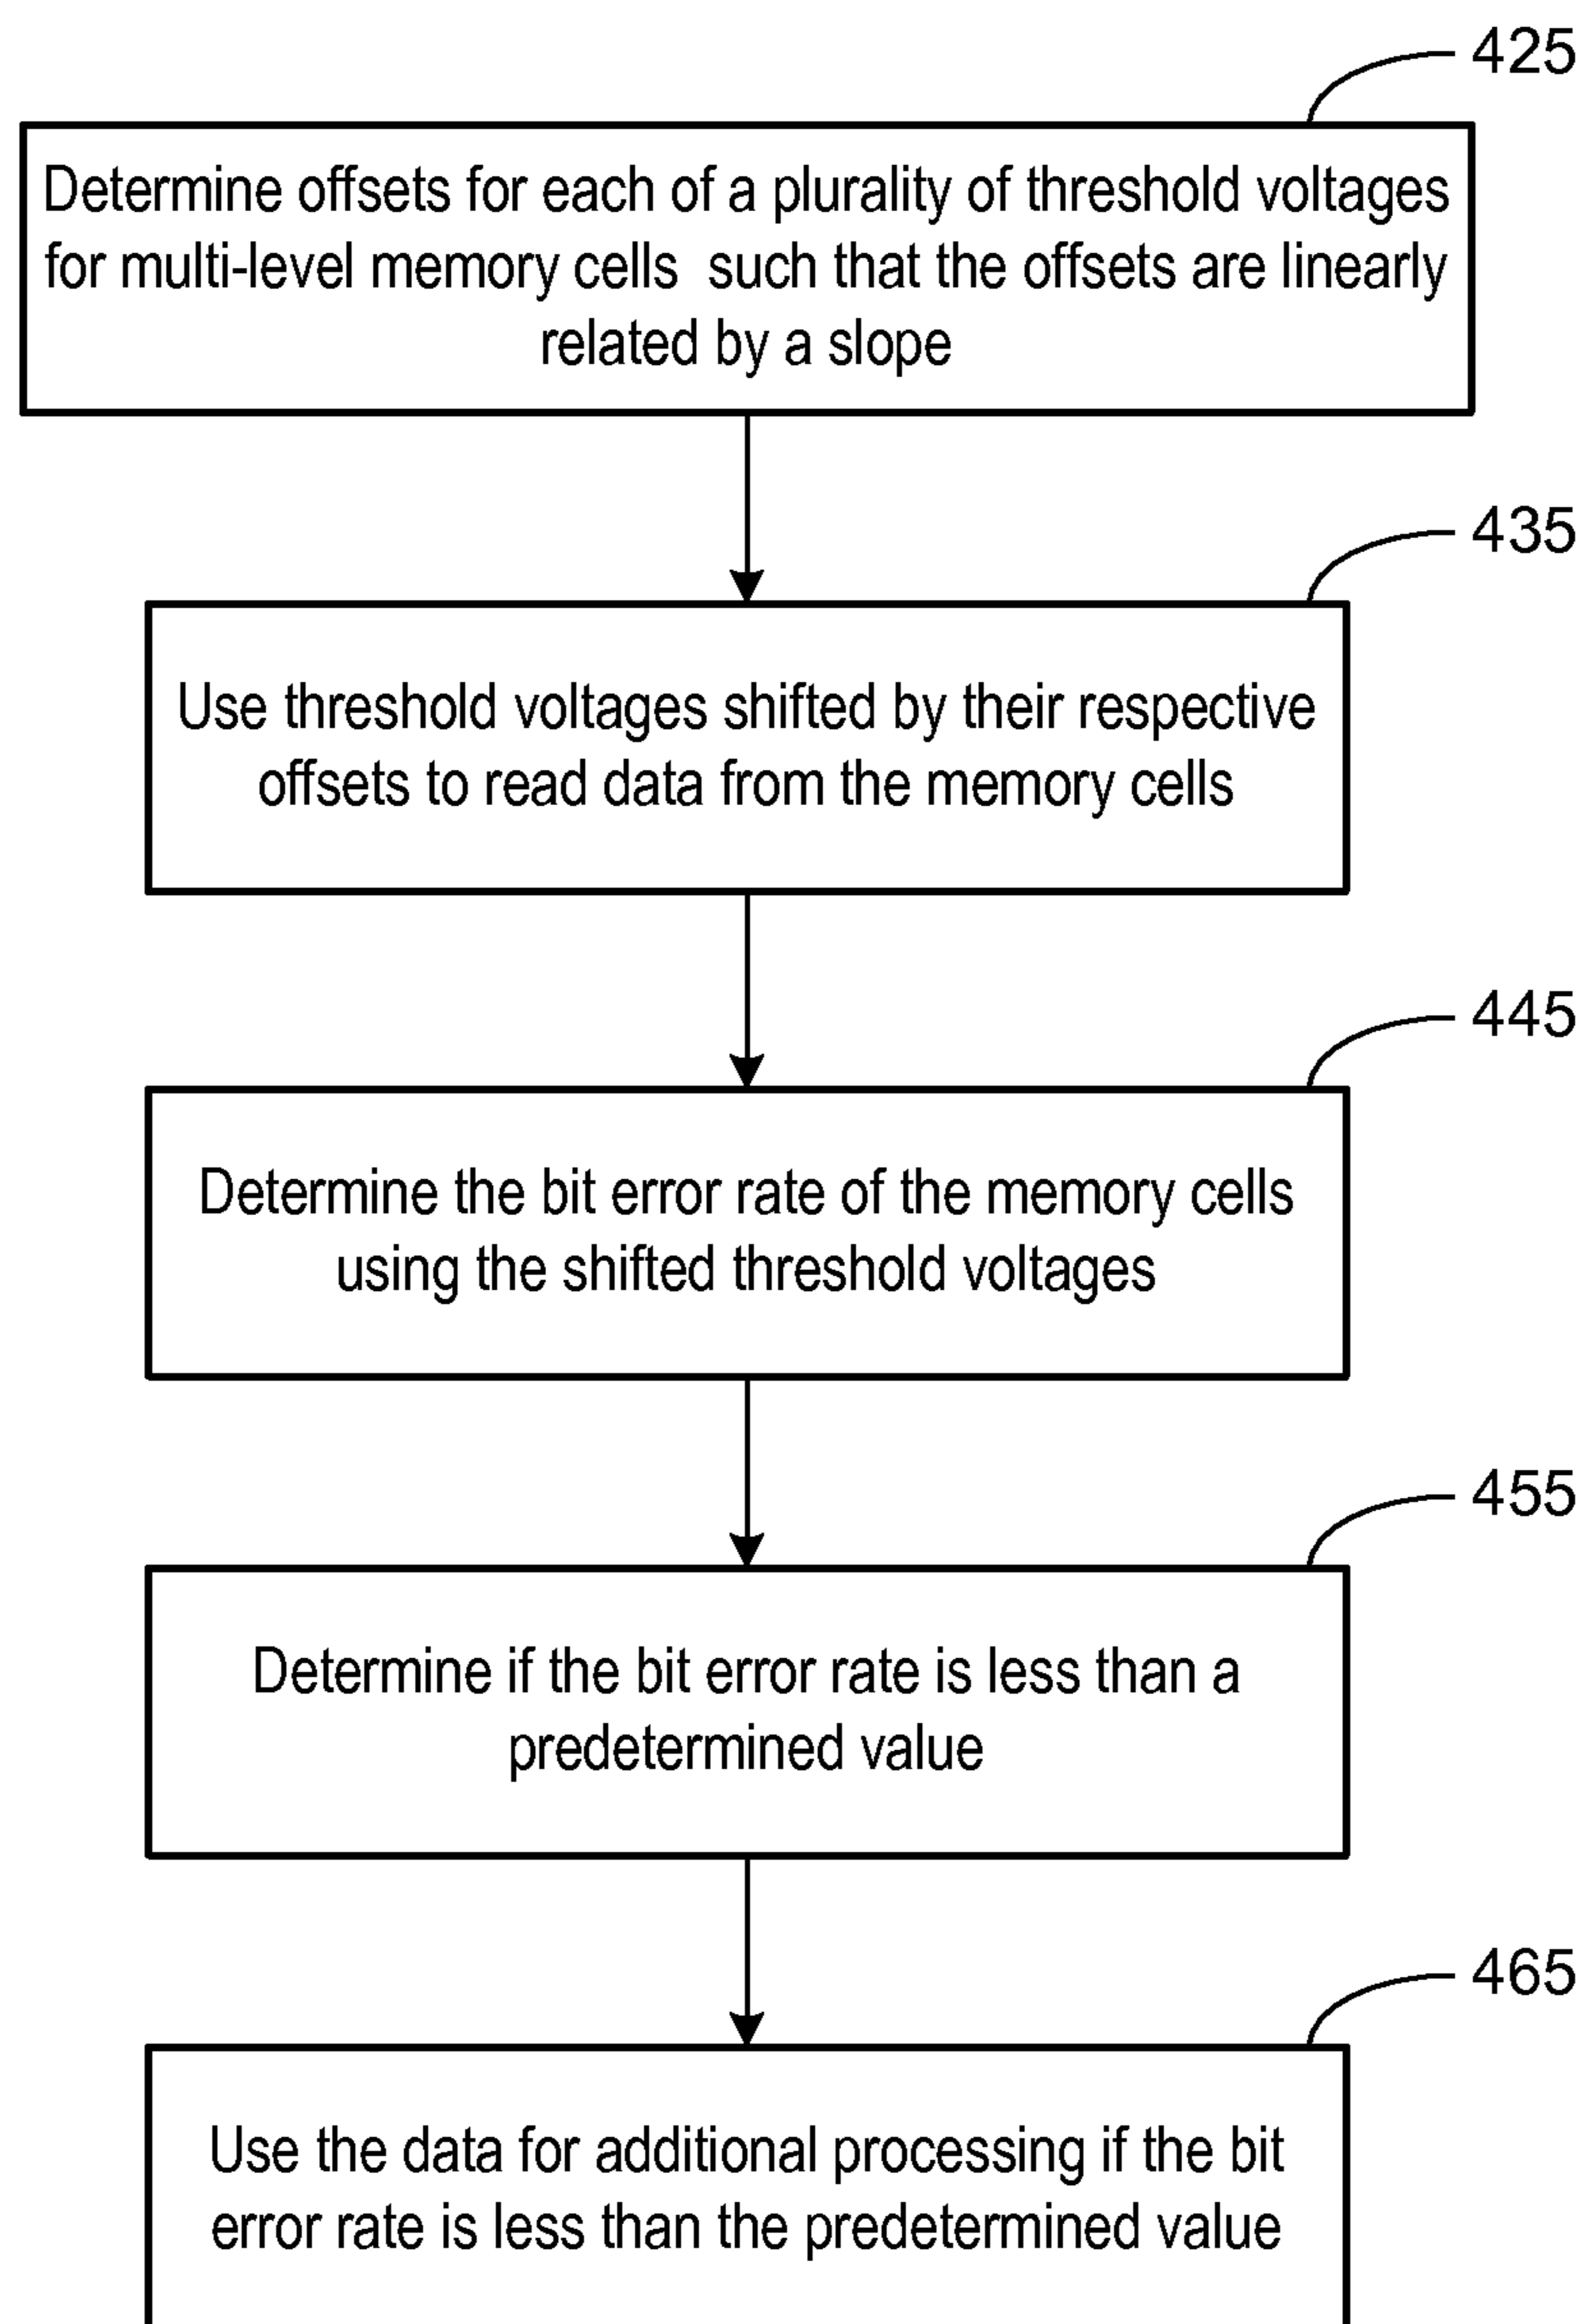 425
Determine offsets for each of a plurality of threshold voltages
for multi-level memory cells such that the offsets are linearly
related by a slope
435
Use threshold voltages shifted by their respective
offsets to read data from the memory cells
445
Determine the bit error rate of the memory cells
using the shifted threshold voltages
455
Determine if the bit error rate is less than a
predetermined value
465
Use the data for additional processing if the bit
error rate is less than the predetermined value